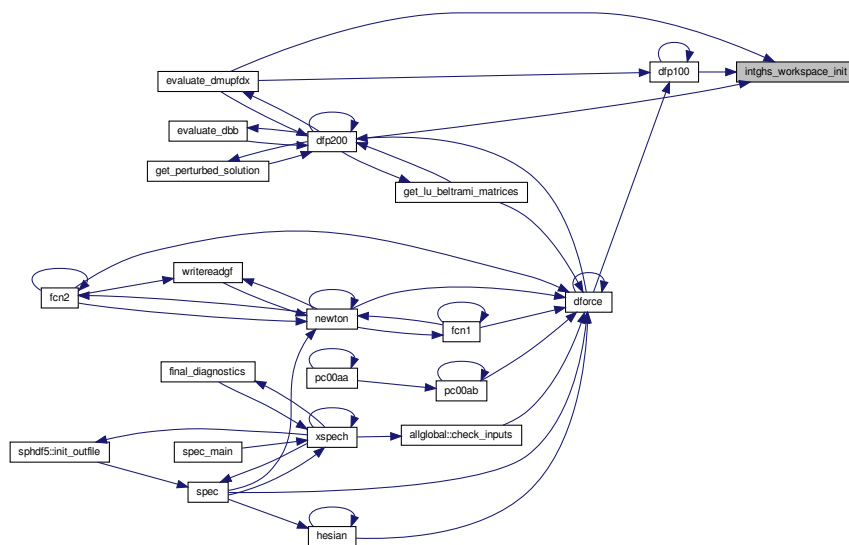 evaluate_dmupfdx
dfp100
intghs_workspace_init
evaluate_dbb
dfp200
get_perturbed_solution
get_lu_beltrami_matrices
writereadgf
fcn2
dforce
newton
fcn1
final_diagnostics
pc00aa
pc00ab
xspech
allglobal::check_inputs
sphdf5::init_outfile
spec_main
spec
hesian